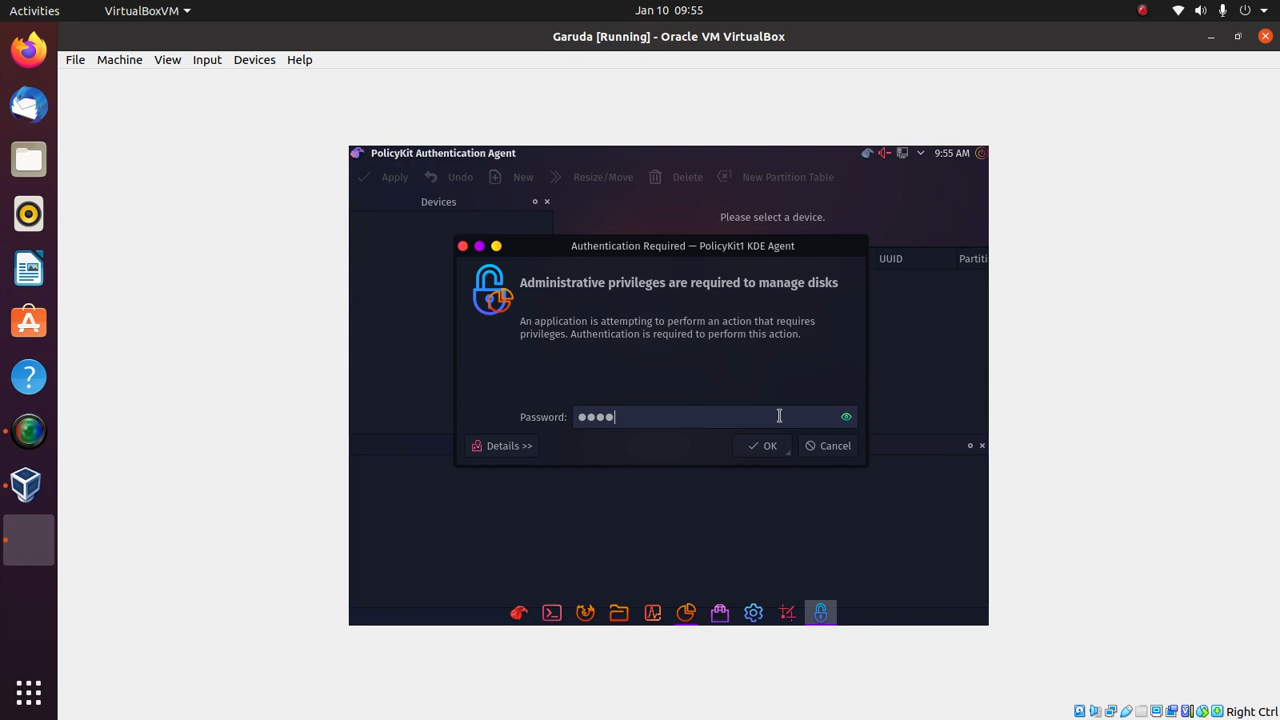 Activities VirtualBoxVM Jan 10 09:55
Garuda [Running] - Oracle VM VirtualBox
File Machine View Input Devices Help
PolicyKit Authentication Agent 9:55 AM
Apply Undo New Resize/Move Delete New Partition Table
Devices
Please select a device.
UUID Partiti
Authentication Required — PolicyKit1 KDE Agent
Administrative privileges are required to manage disks
An application is attempting to perform an action that requires
privileges. Authentication is required to perform this action.
Password: ●●●●
Details >> OK Cancel
Right Ctrl